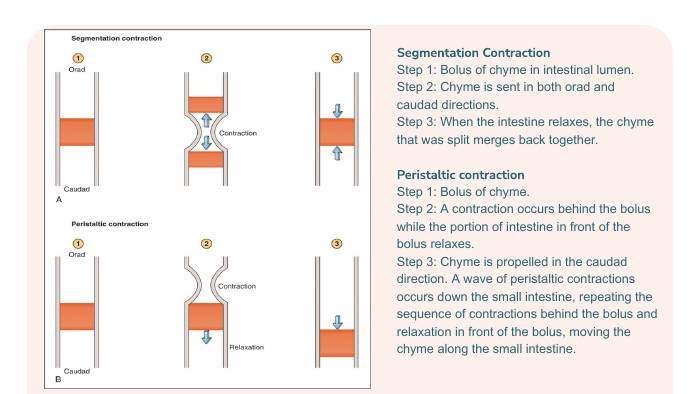 Segmentation contraction
1 2 3
Orad
Contraction
Caudad
A
Peristaltic contraction
1 2 3
Orad
Contraction
Relaxation
Caudad
B
Segmentation Contraction
Step 1: Bolus of chyme in intestinal lumen.
Step 2: Chyme is sent in both orad and
caudad directions.
Step 3: When the intestine relaxes, the chyme
that was split merges back together.
Peristaltic contraction
Step 1: Bolus of chyme.
Step 2: A contraction occurs behind the bolus
while the portion of intestine in front of the
bolus relaxes.
Step 3: Chyme is propelled in the caudad
direction. A wave of peristaltic contractions
occurs down the small intestine, repeating the
sequence of contractions behind the bolus and
relaxation in front of the bolus, moving the
chyme along the small intestine.